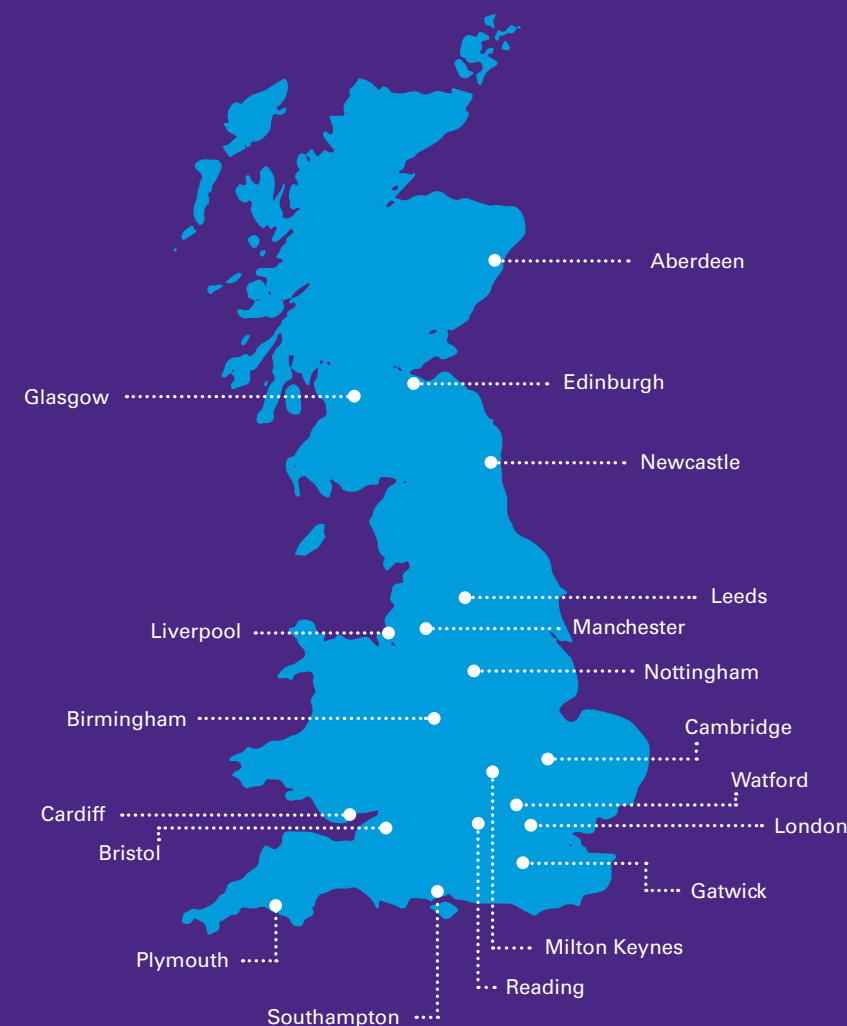 Aberdeen
Edinburgh
Glasgow
Newcastle
Leeds
Manchester
Liverpool
Nottingham
Birmingham
Cambridge
Watford
Cardiff
London
Bristol
Gatwick
Milton Keynes
Plymouth
Reading
Southampton